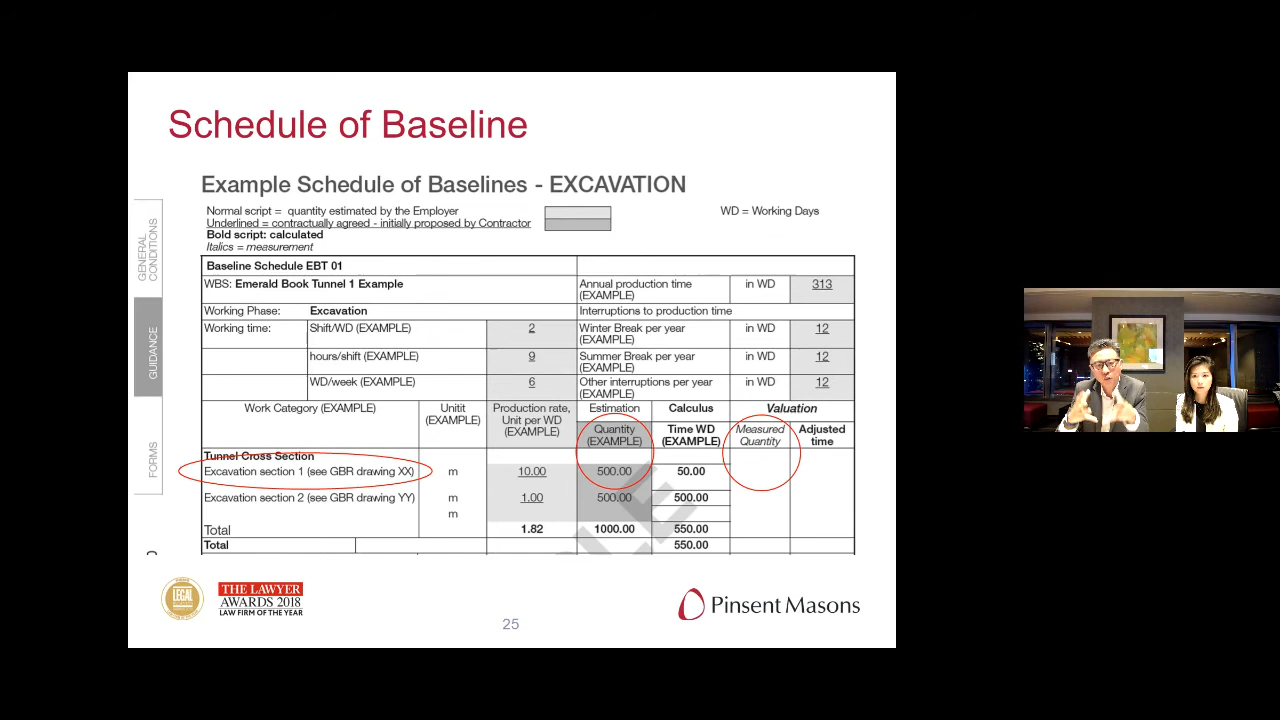 Schedule of Baseline
Example Schedule of Baselines - EXCAVATION
Normal script = quantity estimated by the Employer
WD = Working Days
Underlined = contractually agreed - initially proposed by Contractor
Bold script: calculated
Italics = measurement
GENERAL CONDITIONS
GUIDANCE
FORMS
Baseline Schedule EBT 01
WBS: Emerald Book Tunnel 1 Example
Annual production time (EXAMPLE) in WD 313
Working Phase: Excavation
Interruptions to production time
Working time: Shift/WD (EXAMPLE) 2
Winter Break per year (EXAMPLE) in WD 12
hours/shift (EXAMPLE) 9
Summer Break per year (EXAMPLE) in WD 12
WD/week (EXAMPLE) 6
Other interruptions per year (EXAMPLE) in WD 12
Work Category (EXAMPLE)
Unitit (EXAMPLE)
Production rate, Unit per WD (EXAMPLE)
Estimation
Calculus
Valuation
Quantity (EXAMPLE)
Time WD (EXAMPLE)
Measured Quantity
Adjusted time
Tunnel Cross Section
Excavation section 1 (see GBR drawing XX) m 10.00 500.00 50.00
Excavation section 2 (see GBR drawing YY) m 1.00 500.00 500.00
m
Total 1.82 1000.00 550.00
Total 550.00
LEGAL
THE LAWYER
AWARDS 2018
LAW FIRM OF THE YEAR
Pinsent Masons
25